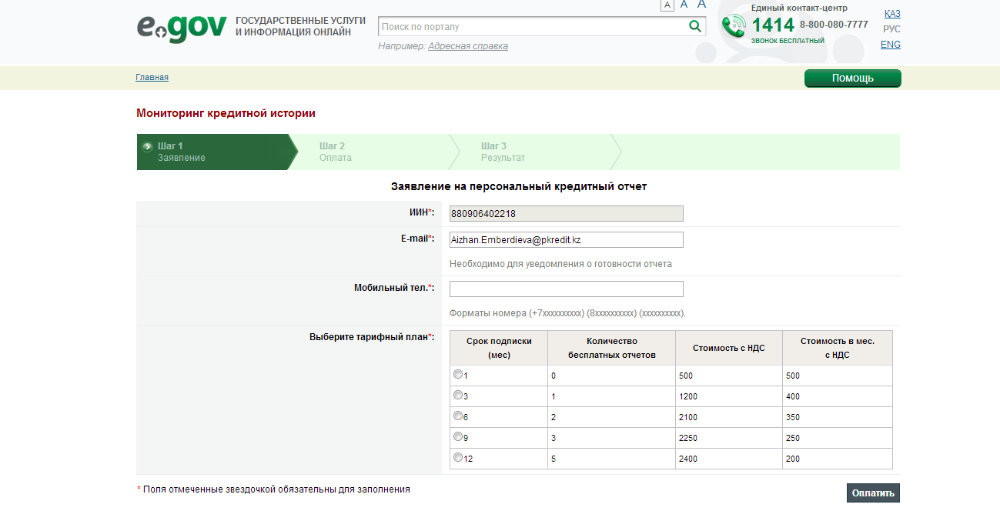 А А А
e.gov
ГОСУДАРСТВЕННЫЕ УСЛУГИ
И ИНФОРМАЦИЯ ОНЛАЙН
Поиск по порталу
Например: Адресная справка
Единый контакт-центр
1414 8-800-080-7777
ЗВОНОК БЕСПЛАТНЫЙ
ҚАЗ
РУС
ENG
Главная
Помощь
Мониторинг кредитной истории
Шаг 1
Заявление
Шаг 2
Оплата
Шаг 3
Результат
Заявление на персональный кредитный отчет
ИИН*:
880906402218
E-mail*:
Aizhan.Emberdieva@pkredit.kz
Необходимо для уведомления о готовности отчета
Мобильный тел.*:
Форматы номера (+7xxxxxxxxxx) (8xxxxxxxxxx) (xxxxxxxxxx).
Выберите тарифный план*:
Срок подписки
(мес)
Количество
бесплатных отчетов
Стоимость с НДС
Стоимость в мес.
с НДС
1 0 500 500
3 1 1200 400
6 2 2100 350
9 3 2250 250
12 5 2400 200
* Поля отмеченные звездочкой обязательны для заполнения
Оплатить